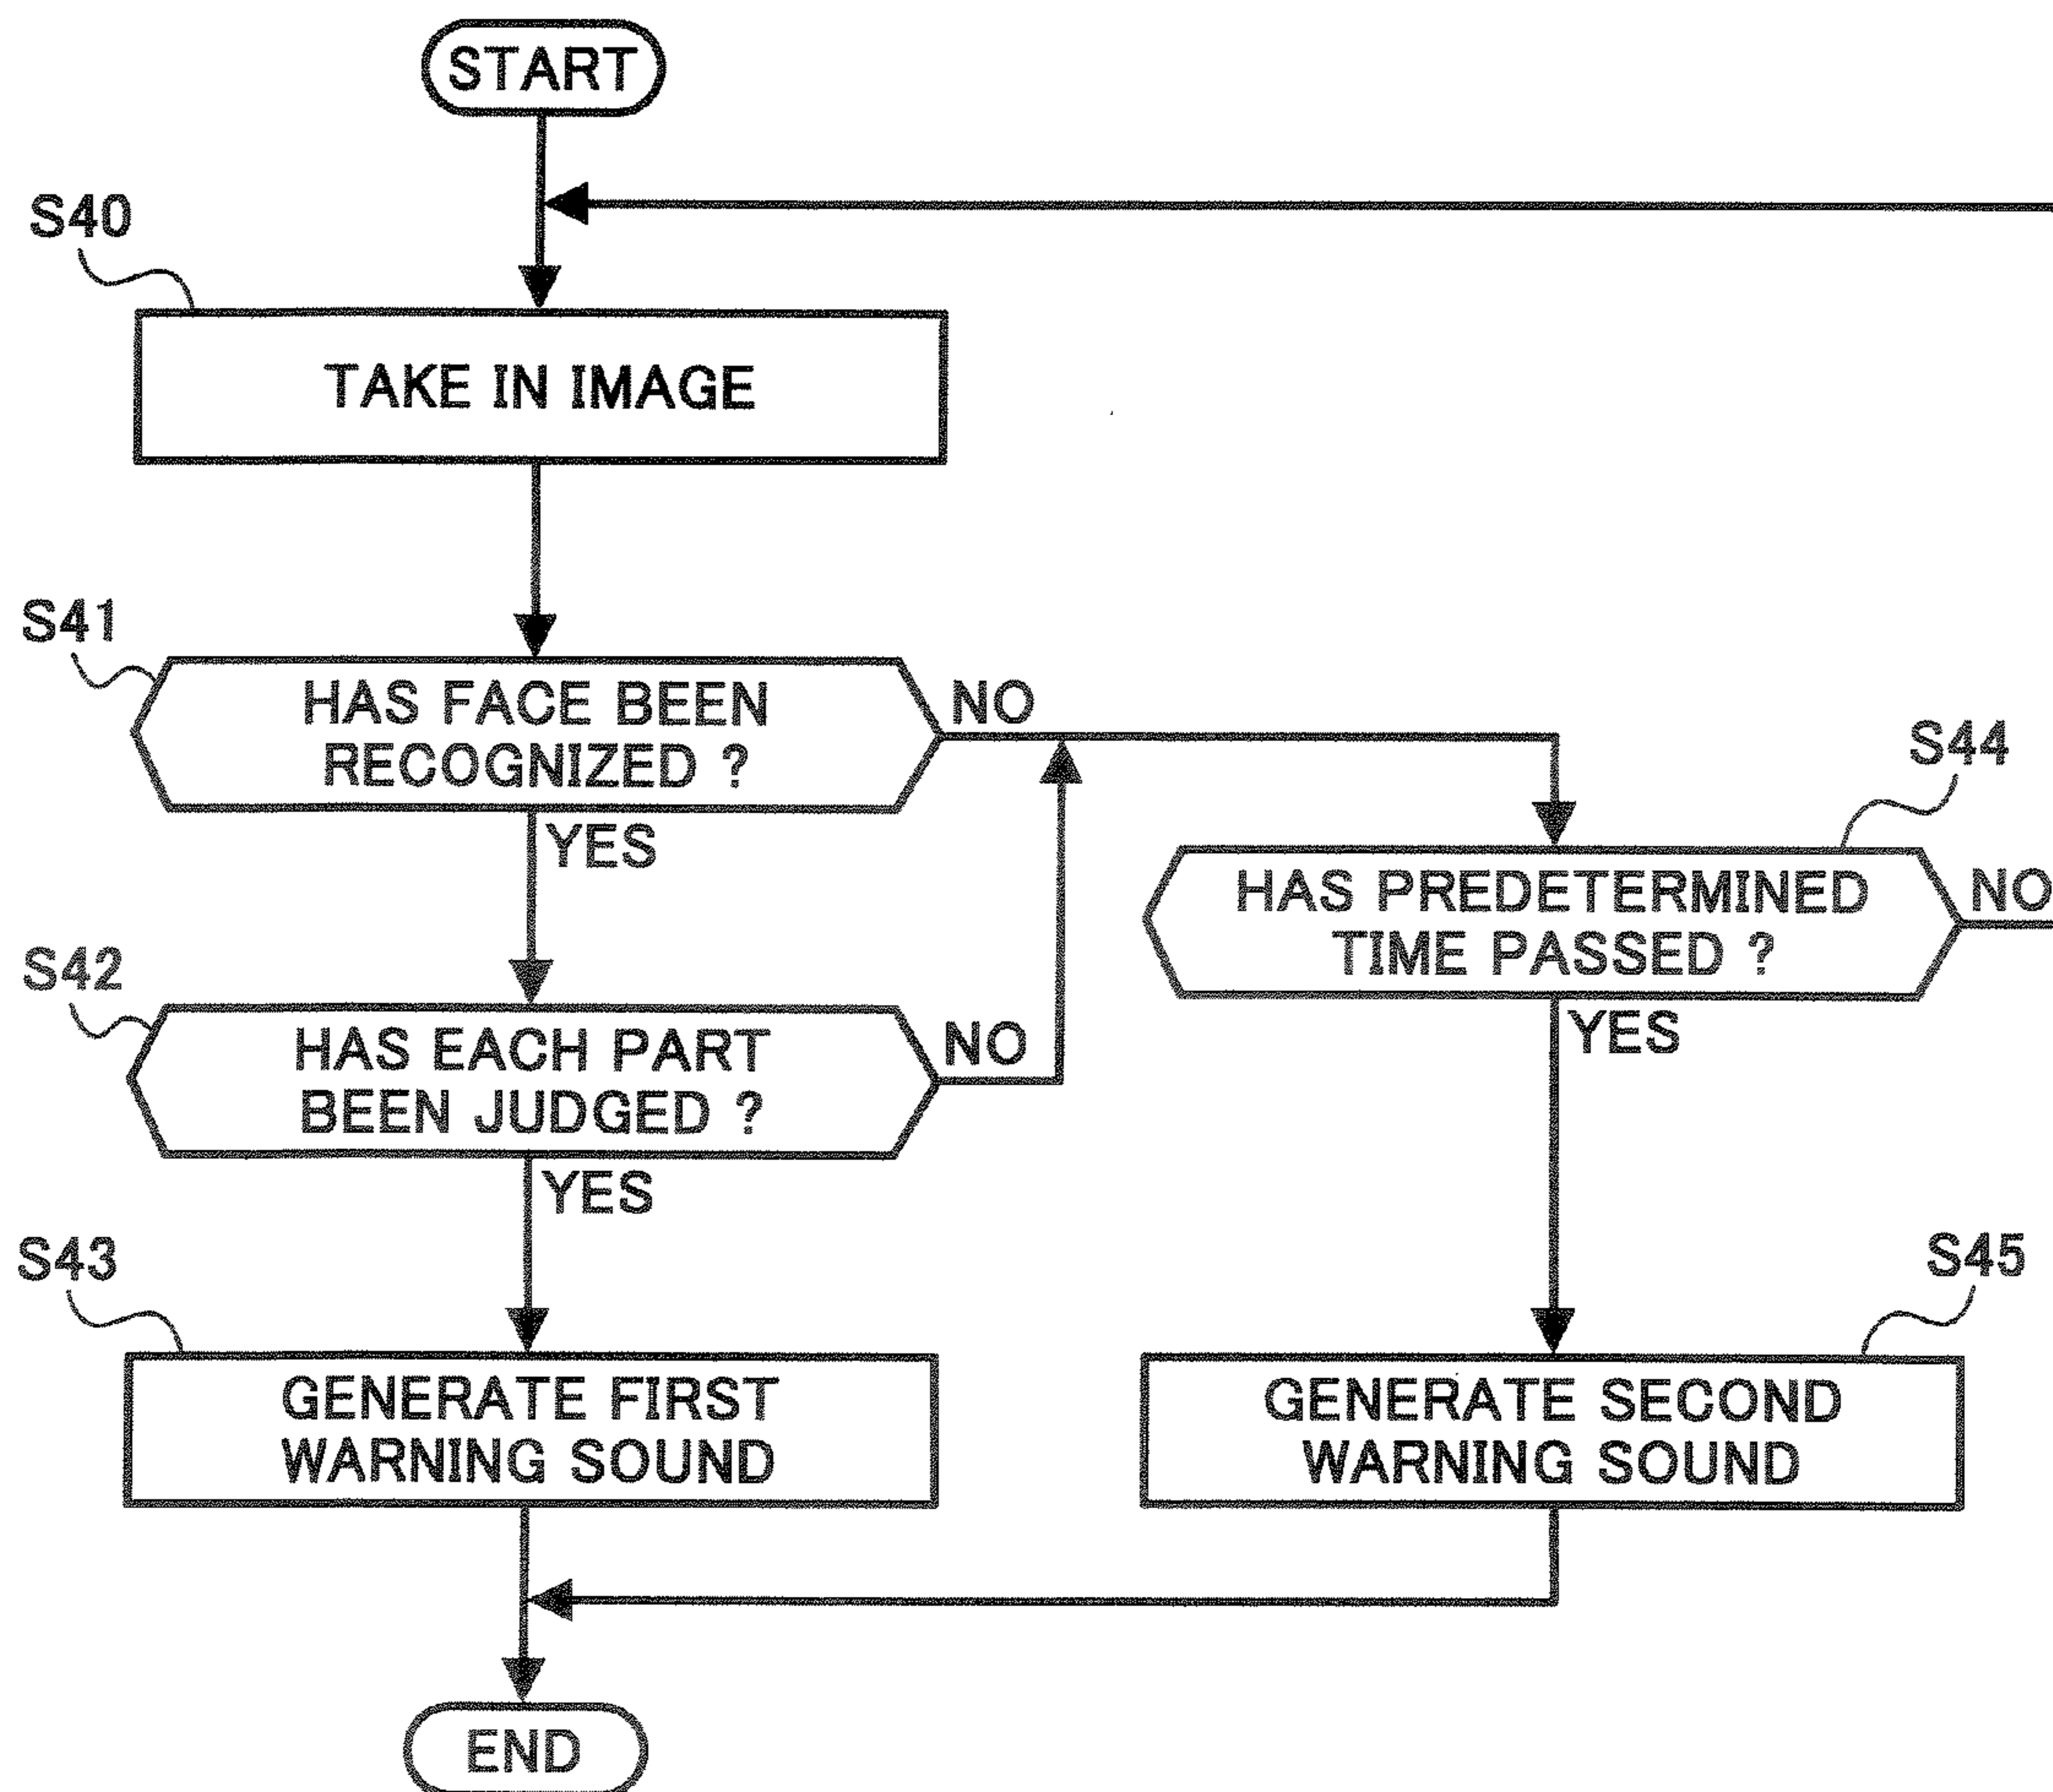 START
S40
TAKE IN IMAGE
S41
HAS FACE BEEN
RECOGNIZED ?
NO
YES
S42
HAS EACH PART
BEEN JUDGED ?
NO
YES
S43
GENERATE FIRST
WARNING SOUND
S44
HAS PREDETERMINED
TIME PASSED ?
NO
YES
S45
GENERATE SECOND
WARNING SOUND
END